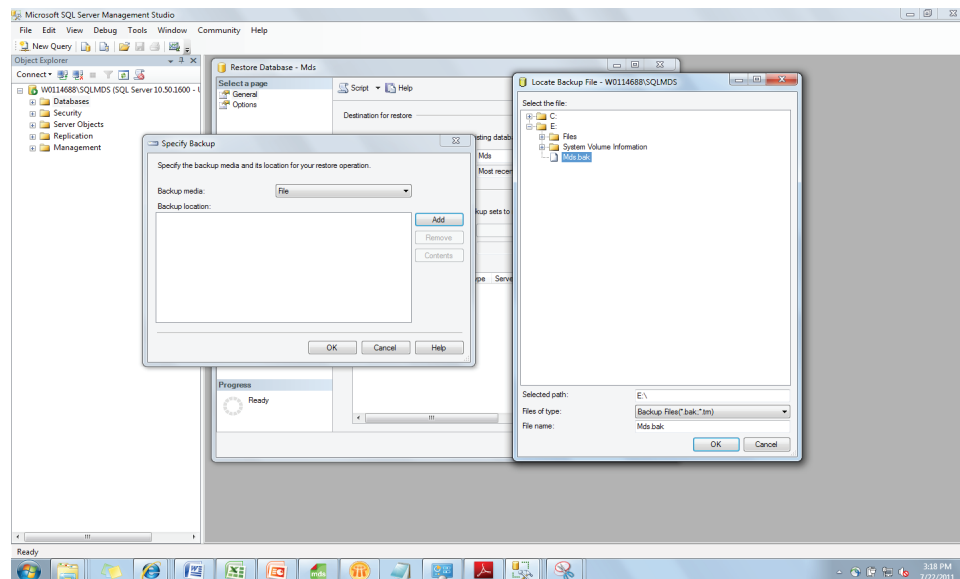 Microsoft SQL Server Management Studio
File Edit View Debug Tools Window Community Help
New Query
Object Explorer
Connect
W0114688\SQLMDS (SQL Server 10.50.1600 -
Databases
Security
Server Objects
Replication
Management
Restore Database - Mds
Select a page
General
Options
Script Help
Destination for restore
Mds
Most recen
kup sets to
Serve
Progress
Ready
Specify Backup
Specify the backup media and its location for your restore operation.
Backup media: File
Backup location:
Add
Remove
Contents
OK Cancel Help
Locate Backup File - W0114688\SQLMDS
Select the file:
C:
E:
Files
System Volume Information
Mds.bak
Selected path: E:\
Files of type: Backup Files(*.bak;*.trn)
File name: Mds.bak
OK Cancel
Ready
mds
3:18 PM
7/22/2011